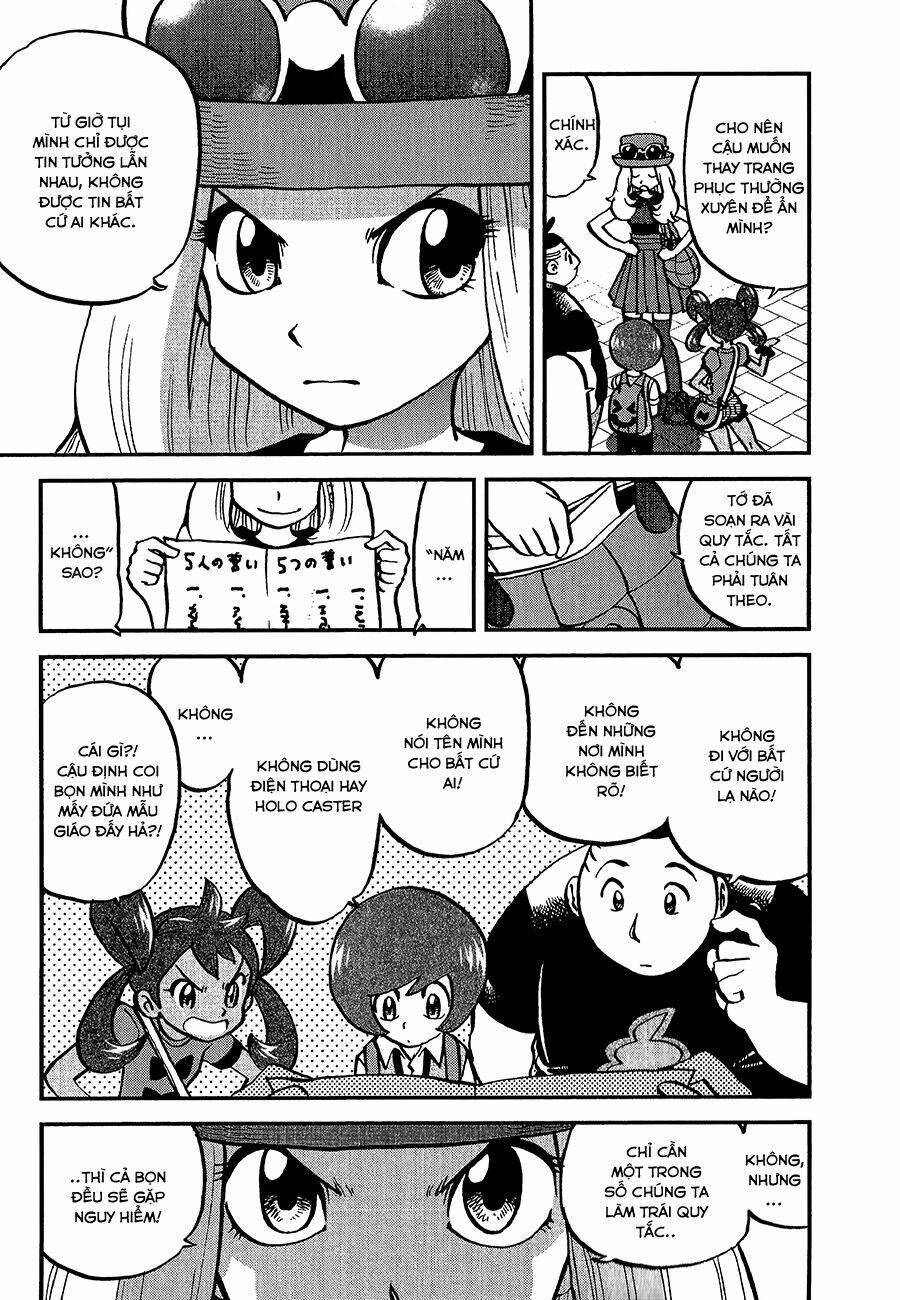 CHO NÊN
CẬU MUỐN
THAY TRANG
PHỤC THƯỜNG
XUYÊN ĐỂ ẨN
MÌNH?
CHÍNH
XÁC.
TỪ GIỜ TỤI
MÌNH CHỈ ĐƯỢC
TIN TƯỞNG LẪN
NHAU, KHÔNG
ĐƯỢC TIN BẤT
CỨ AI KHÁC.
TỚ ĐÃ
SOẠN RA VÀI
QUY TẮC. TẤT
CẢ CHÚNG TA
PHẢI TUÂN
THEO.
"NĂM
...
5つの誓い
5人の誓い
...
KHÔNG"
SAO?
KHÔNG
ĐI VỚI BẤT
CỨ NGƯỜI
LẠ NÀO!
KHÔNG
ĐẾN NHỮNG
NƠI MÌNH
KHÔNG BIẾT
RÕ!
KHÔNG
NÓI TÊN MÌNH
CHO BẤT CỨ
AI!
KHÔNG DÙNG
ĐIỆN THOẠI HAY
HOLO CASTER
KHÔNG
...
CÁI GÌ?!
CẬU ĐỊNH COI
BỌN MÌNH NHƯ
MẤY ĐỨA MẪU
GIÁO ĐẤY HẢ?!
KHÔNG,
NHƯNG
...
CHỈ CẦN
MỘT TRONG
SỐ CHÚNG TA
LÀM TRÁI QUY
TẮC..
..THÌ CẢ BỌN
ĐỀU SẼ GẶP
NGUY HIỂM!